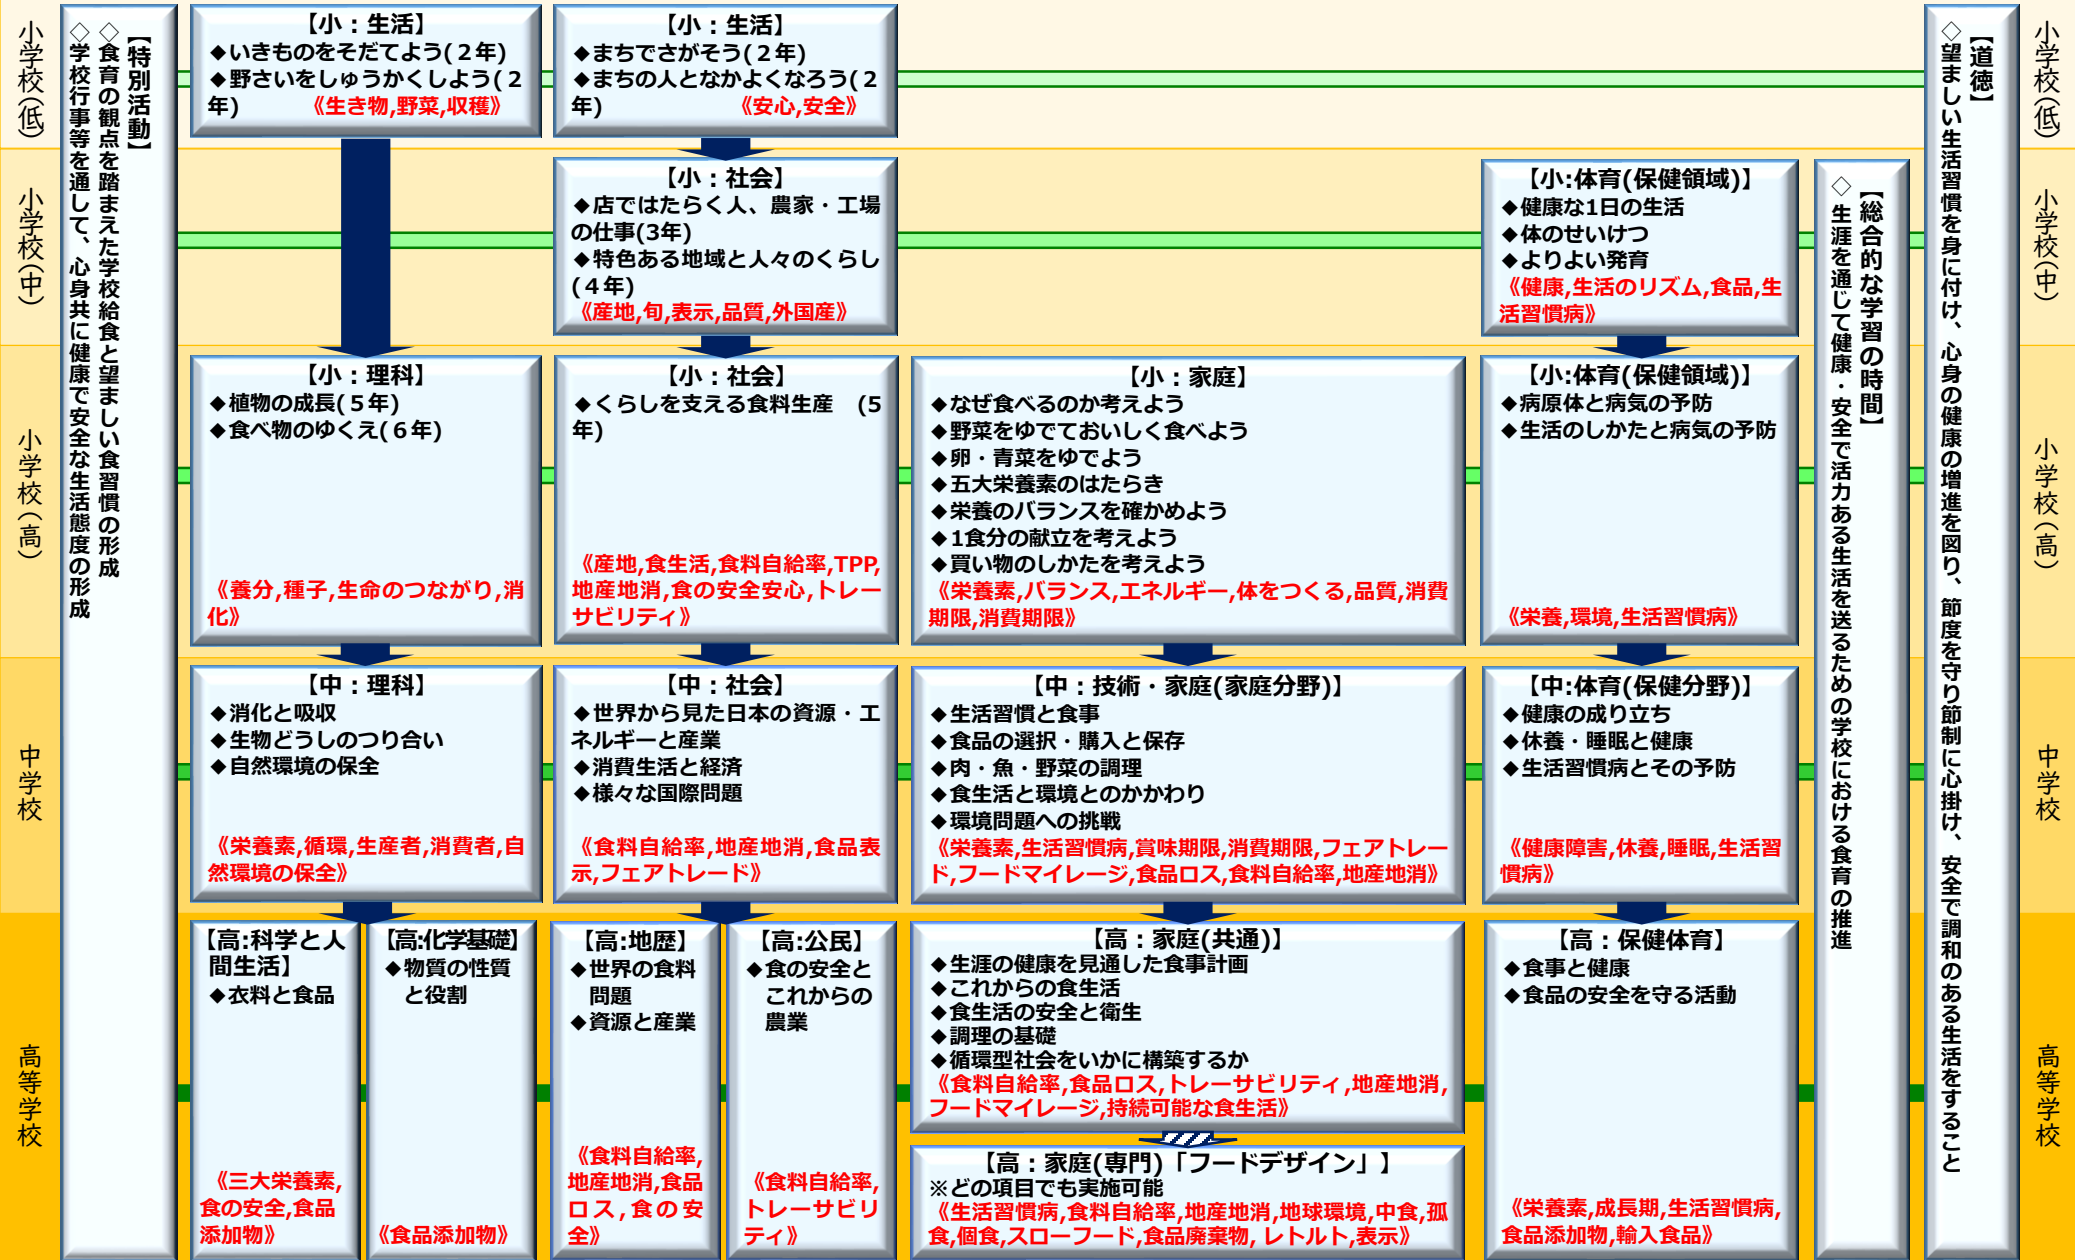 小学校(低)
小学校(中)
小学校(高)
中学校
高等学校
【特別活動】
◇食育の観点を踏まえた学校給食と望ましい食習慣の形成
◇学校行事等を通して、心身共に健康で安全な生活態度の形成
【小：生活】
◆いきものをそだてよう(２年)
◆野さいをしゅうかくしよう(２
年)　《生き物,野菜,収穫》
【小：生活】
◆まちでさがそう(２年)
◆まちの人となかよくなろう(２
年)　《安心,安全》
【小：社会】
◆店ではたらく人、農家・工場
の仕事(3年)
◆特色ある地域と人々のくらし
(４年)
《産地,旬,表示,品質,外国産》
【小:体育(保健領域)】
◆健康な1日の生活
◆体のせいけつ
◆よりよい発育
《健康,生活のリズム,食品,生
活習慣病》
【小：理科】
◆植物の成長(５年)
◆食べ物のゆくえ(６年)
《養分,種子,生命のつながり,消
化》
【小：社会】
◆くらしを支える食料生産　(5
年)
《産地,食生活,食料自給率,TPP,
地産地消,食の安全安心,トレー
サビリティ》
【小：家庭】
◆なぜ食べるのか考えよう
◆野菜をゆでておいしく食べよう
◆卵・青菜をゆでよう
◆五大栄養素のはたらき
◆栄養のバランスを確かめよう
◆1食分の献立を考えよう
◆買い物のしかたを考えよう
《栄養素,バランス,エネルギー,体をつくる,品質,消費
期限,消費期限》
【小:体育(保健領域)】
◆病原体と病気の予防
◆生活のしかたと病気の予防
《栄養,環境,生活習慣病》
【中：理科】
◆消化と吸収
◆生物どうしのつり合い
◆自然環境の保全
《栄養素,循環,生産者,消費者,自
然環境の保全》
【中：社会】
◆世界から見た日本の資源・エ
ネルギーと産業
◆消費生活と経済
◆様々な国際問題
《食料自給率,地産地消,食品表
示,フェアトレード》
【中：技術・家庭(家庭分野)】
◆生活習慣と食事
◆食品の選択・購入と保存
◆肉・魚・野菜の調理
◆食生活と環境とのかかわり
◆環境問題への挑戦
《栄養素,生活習慣病,賞味期限,消費期限,フェアトレー
ド,フードマイレージ,食品ロス,食料自給率,地産地消》
【中:体育(保健分野)】
◆健康の成り立ち
◆休養・睡眠と健康
◆生活習慣病とその予防
《健康障害,休養,睡眠,生活習
慣病》
【高:科学と人
間生活】
◆衣料と食品
《三大栄養素,
食の安全,食品
添加物》
【高:化学基礎】
◆物質の性質
と役割
《食品添加物》
【高:地歴】
◆世界の食料
問題
◆資源と産業
《食料自給率,
地産地消,食品
ロス,食の安
全》
【高:公民】
◆食の安全と
これからの
農業
《食料自給率,
トレーサビリ
ティ》
【高：家庭(共通)】
◆生涯の健康を見通した食事計画
◆これからの食生活
◆食生活の安全と衛生
◆調理の基礎
◆循環型社会をいかに構築するか
《食料自給率,食品ロス,トレーサビリティ,地産地消,
フードマイレージ,持続可能な食生活》
【高：家庭(専門)「フードデザイン」】
※どの項目でも実施可能
《生活習慣病,食料自給率,地産地消,地球環境,中食,孤
食,個食,スローフード,食品廃棄物,レトルト,表示》
【高：保健体育】
◆食事と健康
◆食品の安全を守る活動
《栄養素,成長期,生活習慣病,
食品添加物,輸入食品》
【総合的な学習の時間】
◇生涯を通じて健康・安全で活力ある生活を送るための学校における食育の推進
【道徳】
◇望ましい生活習慣を身に付け、心身の健康の増進を図り、節度を守り節制に心掛け、安全で調和のある生活をすること
小学校(低)
小学校(中)
小学校(高)
中学校
高等学校